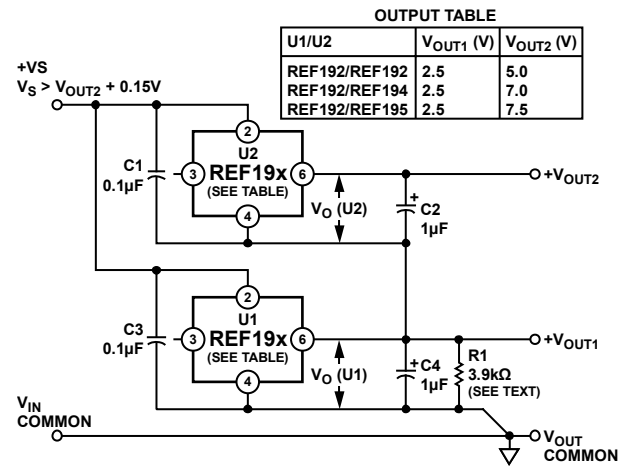 OUTPUT TABLE
U1/U2 VOUT1 (V) VOUT2 (V)
REF192/REF192 2.5 5.0
REF192/REF194 2.5 7.0
REF192/REF195 2.5 7.5
+VS
VS > VOUT2 + 0.15V
2
U2
C1
0.1µF
3
REF19x
6
(SEE TABLE)
4
VO (U2)
+
C2
1µF
+VOUT2
2
U1
C3
0.1µF
3
REF19x
6
(SEE TABLE)
4
VO (U1)
+
C4
1µF
R1
3.9kΩ
(SEE TEXT)
+VOUT1
VIN
COMMON
VOUT
COMMON